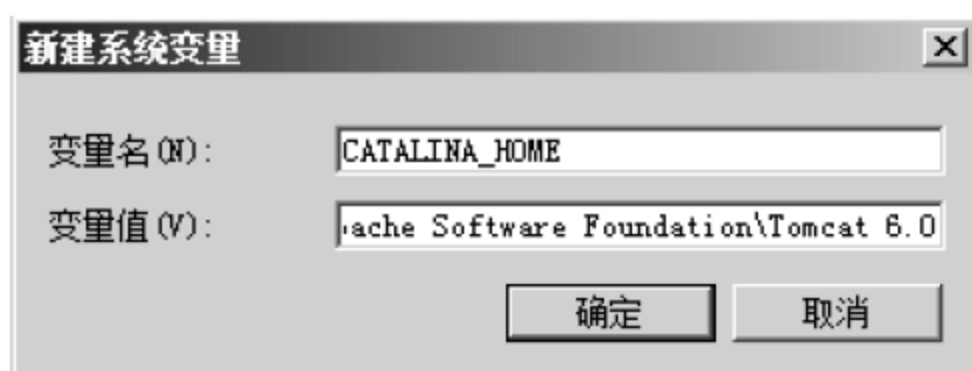 新建系统变量
变量名(N): CATALINA_HOME
变量值(V): ache Software Foundation\Tomcat 6.0
确定 取消